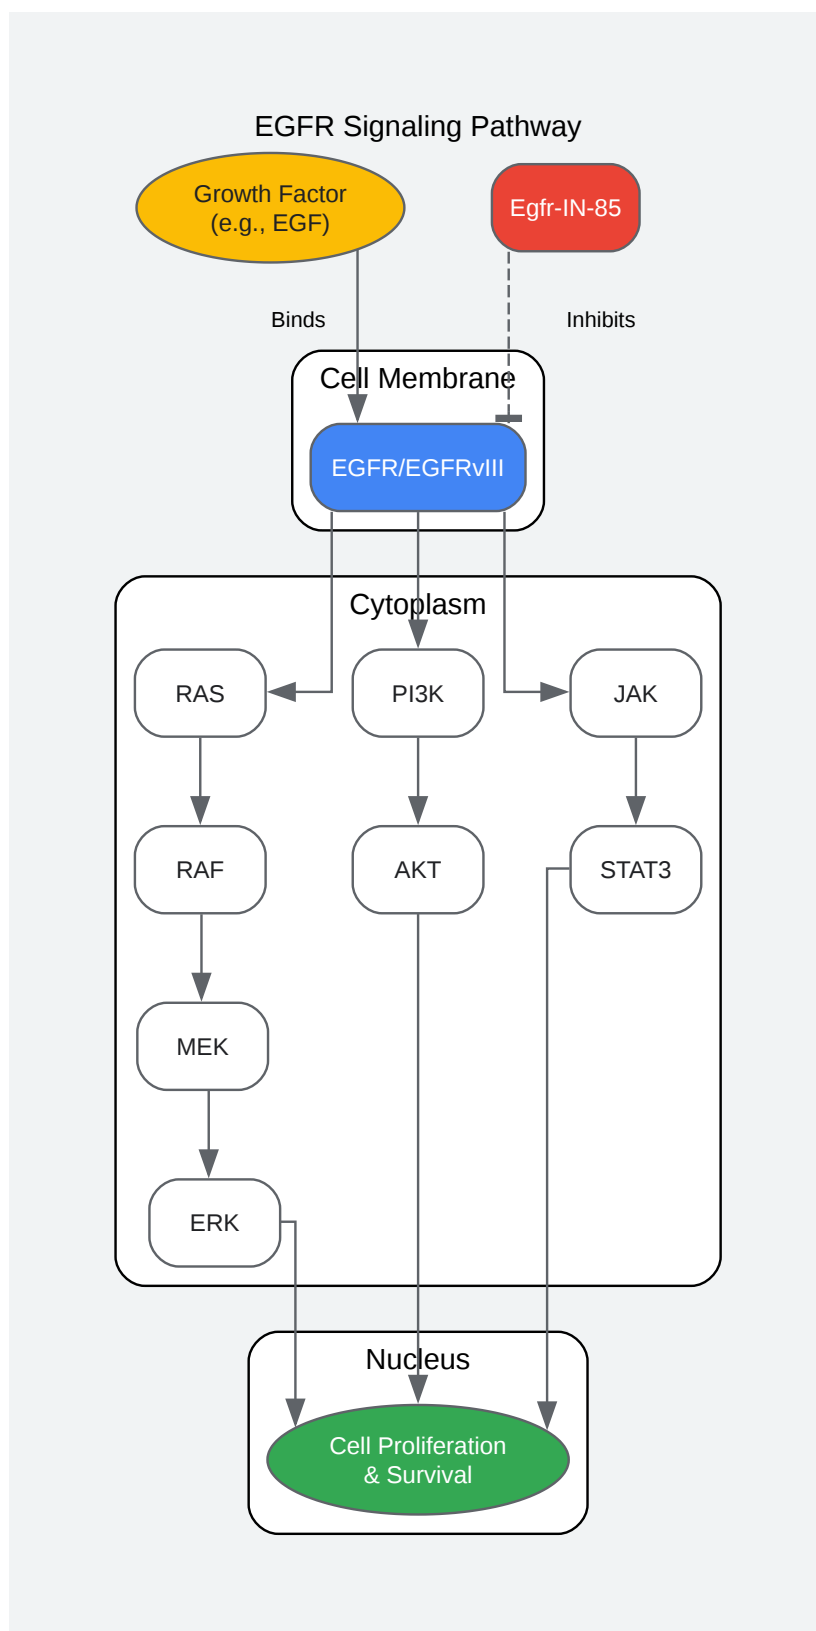 EGFR Signaling Pathway
Growth Factor
(e.g., EGF)
Egfr-IN-85
Binds
Inhibits
Cell Membrane
EGFR/EGFRvIII
Cytoplasm
RAS
PI3K
JAK
RAF
AKT
STAT3
MEK
ERK
Nucleus
Cell Proliferation
& Survival